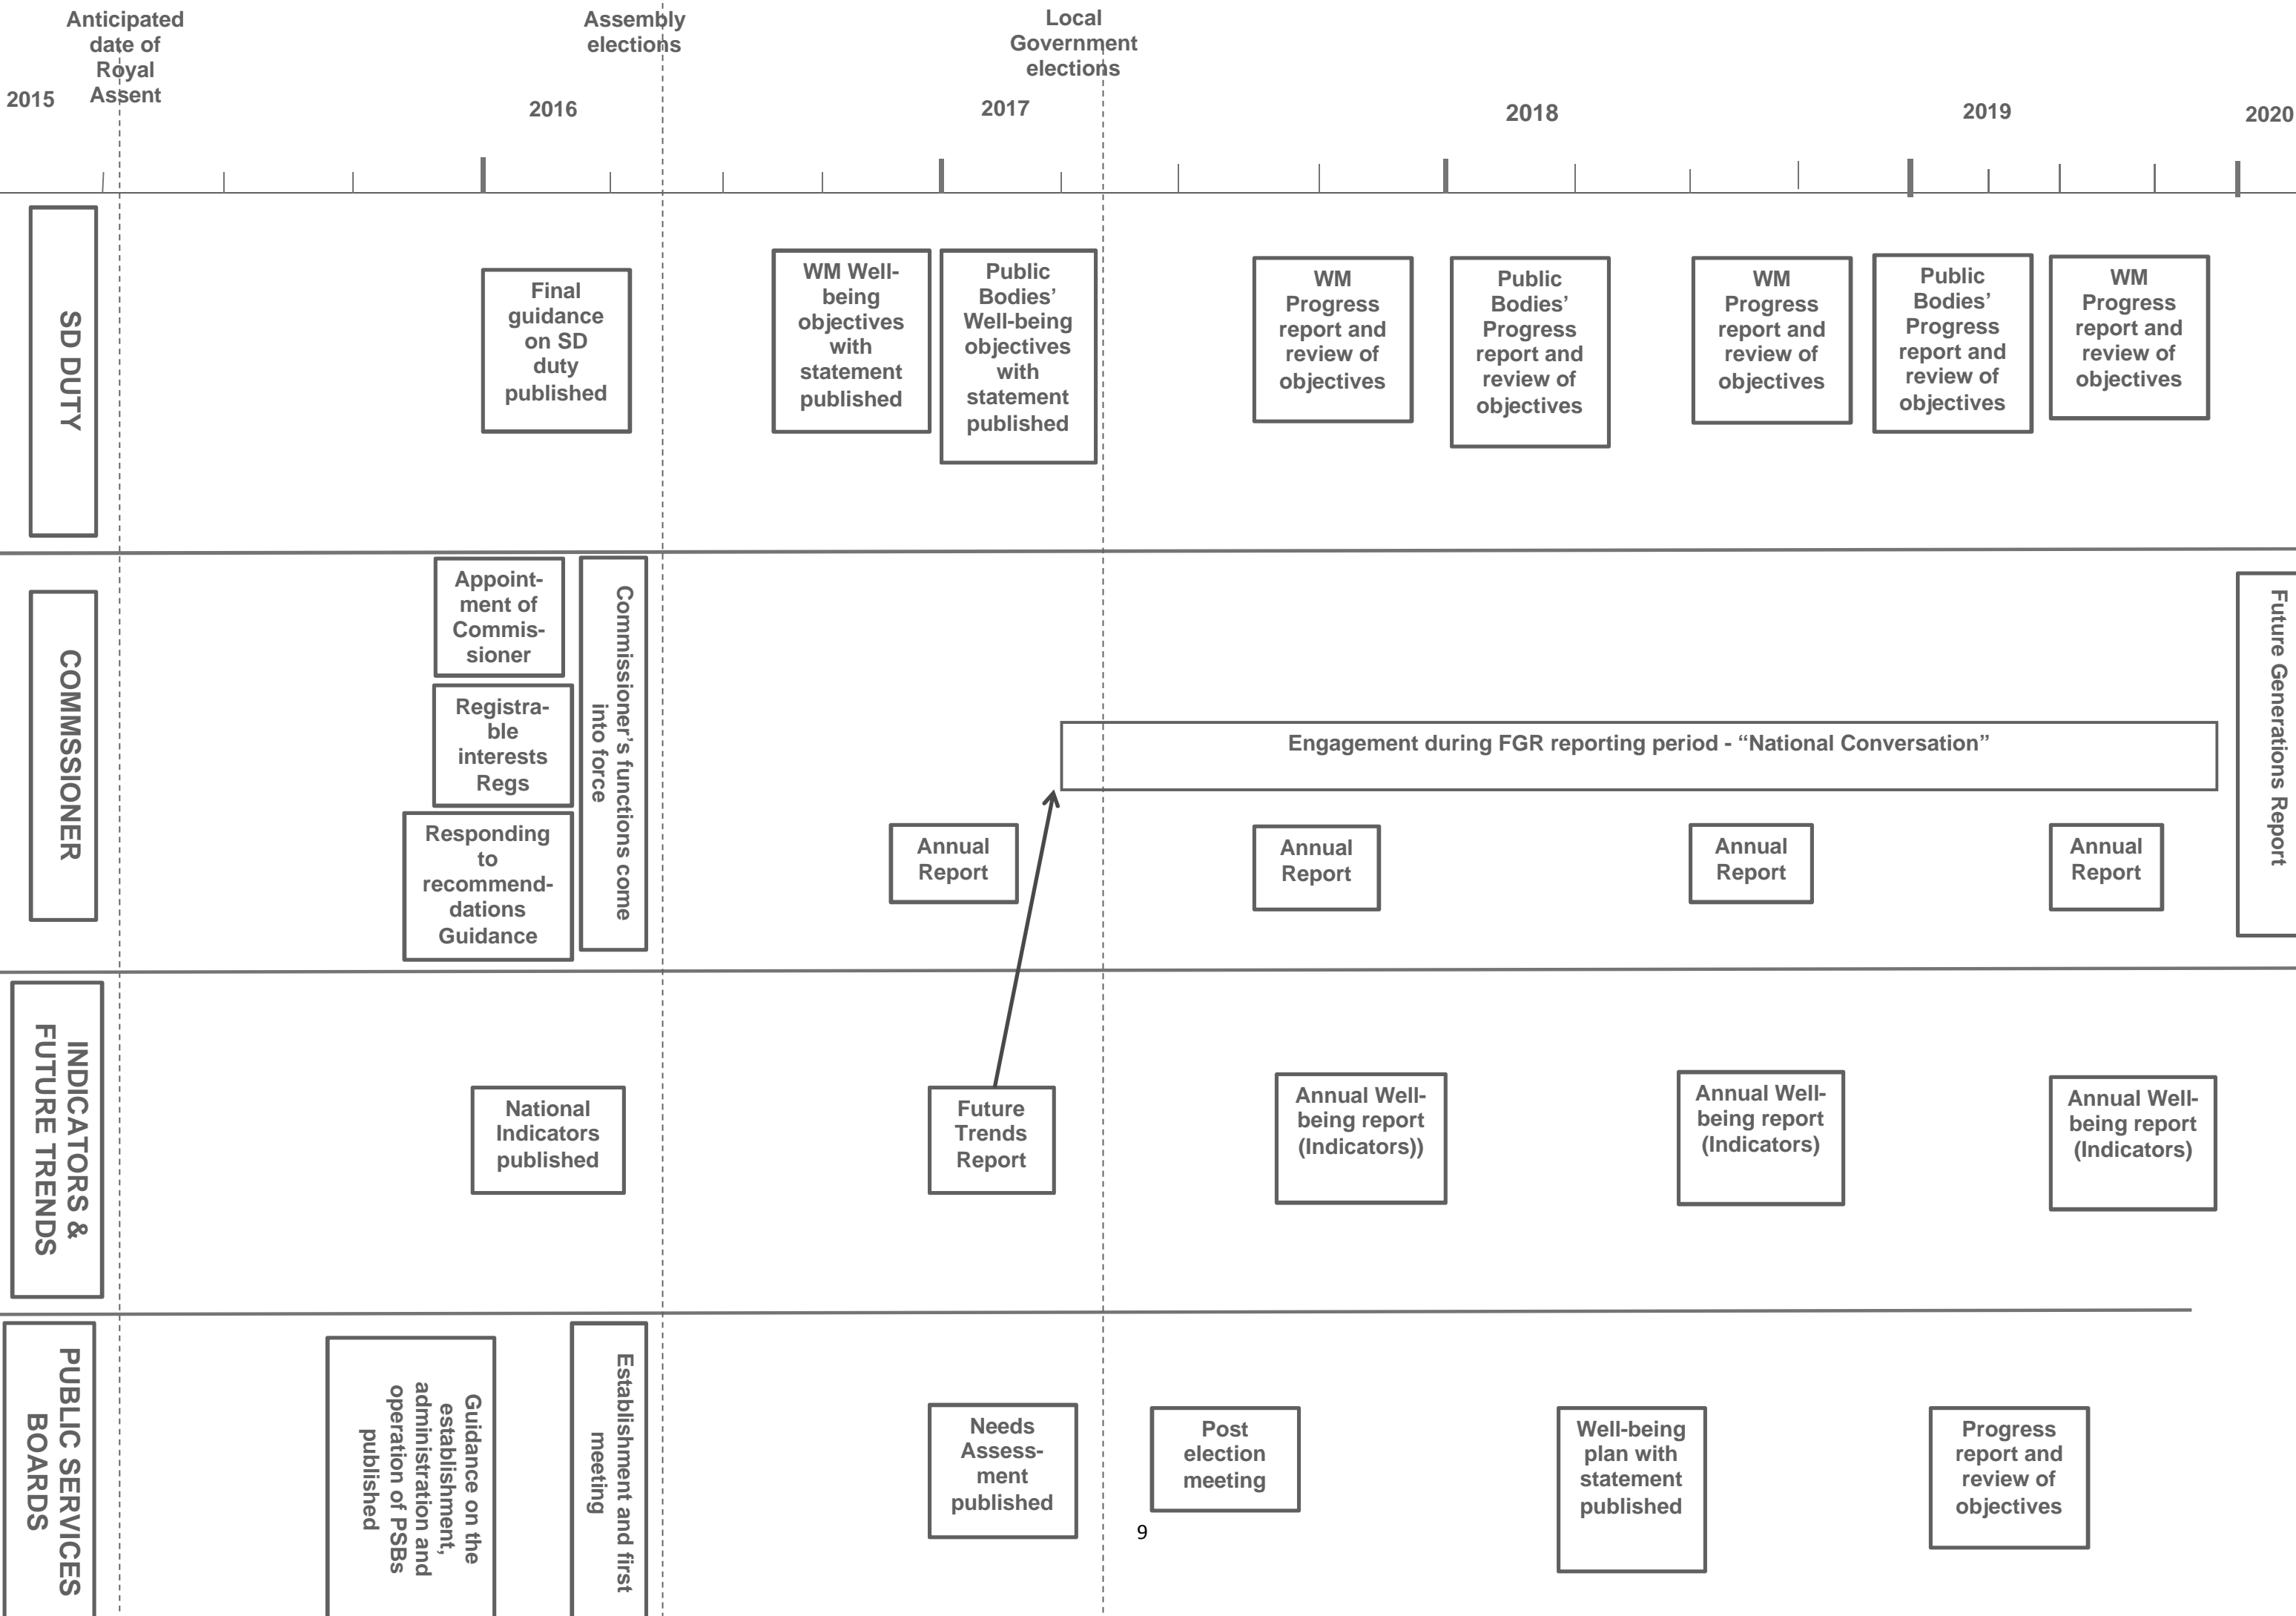 Anticipated
date of
Royal
Assent
Assembly
elections
Local
Government
elections
2015
2016
2017
2018
2019
2020
SD DUTY
Final
guidance
on SD
duty
published
WM Well-
being
objectives
with
statement
published
Public
Bodies’
Well-being
objectives
with
statement
published
WM
Progress
report and
review of
objectives
Public
Bodies’
Progress
report and
review of
objectives
WM
Progress
report and
review of
objectives
Public
Bodies’
Progress
report and
review of
objectives
WM
Progress
report and
review of
objectives
COMMSSIONER
Appoint-
ment of
Commis-
sioner
Registra-
ble
interests
Regs
Responding
to
recommend-
dations
Guidance
Commissioner’s functions come
into force
Engagement during FGR reporting period - “National Conversation”
Annual
Report
Annual
Report
Annual
Report
Annual
Report
Future Generations Report
INDICATORS &
FUTURE TRENDS
National
Indicators
published
Future
Trends
Report
Annual Well-
being report
(Indicators))
Annual Well-
being report
(Indicators)
Annual Well-
being report
(Indicators)
PUBLIC SERVICES
BOARDS
Guidance on the
establishment,
administration and
operation of PSBs
published
Establishment and first
meeting
Needs
Assess-
ment
published
Post
election
meeting
Well-being
plan with
statement
published
Progress
report and
review of
objectives
9